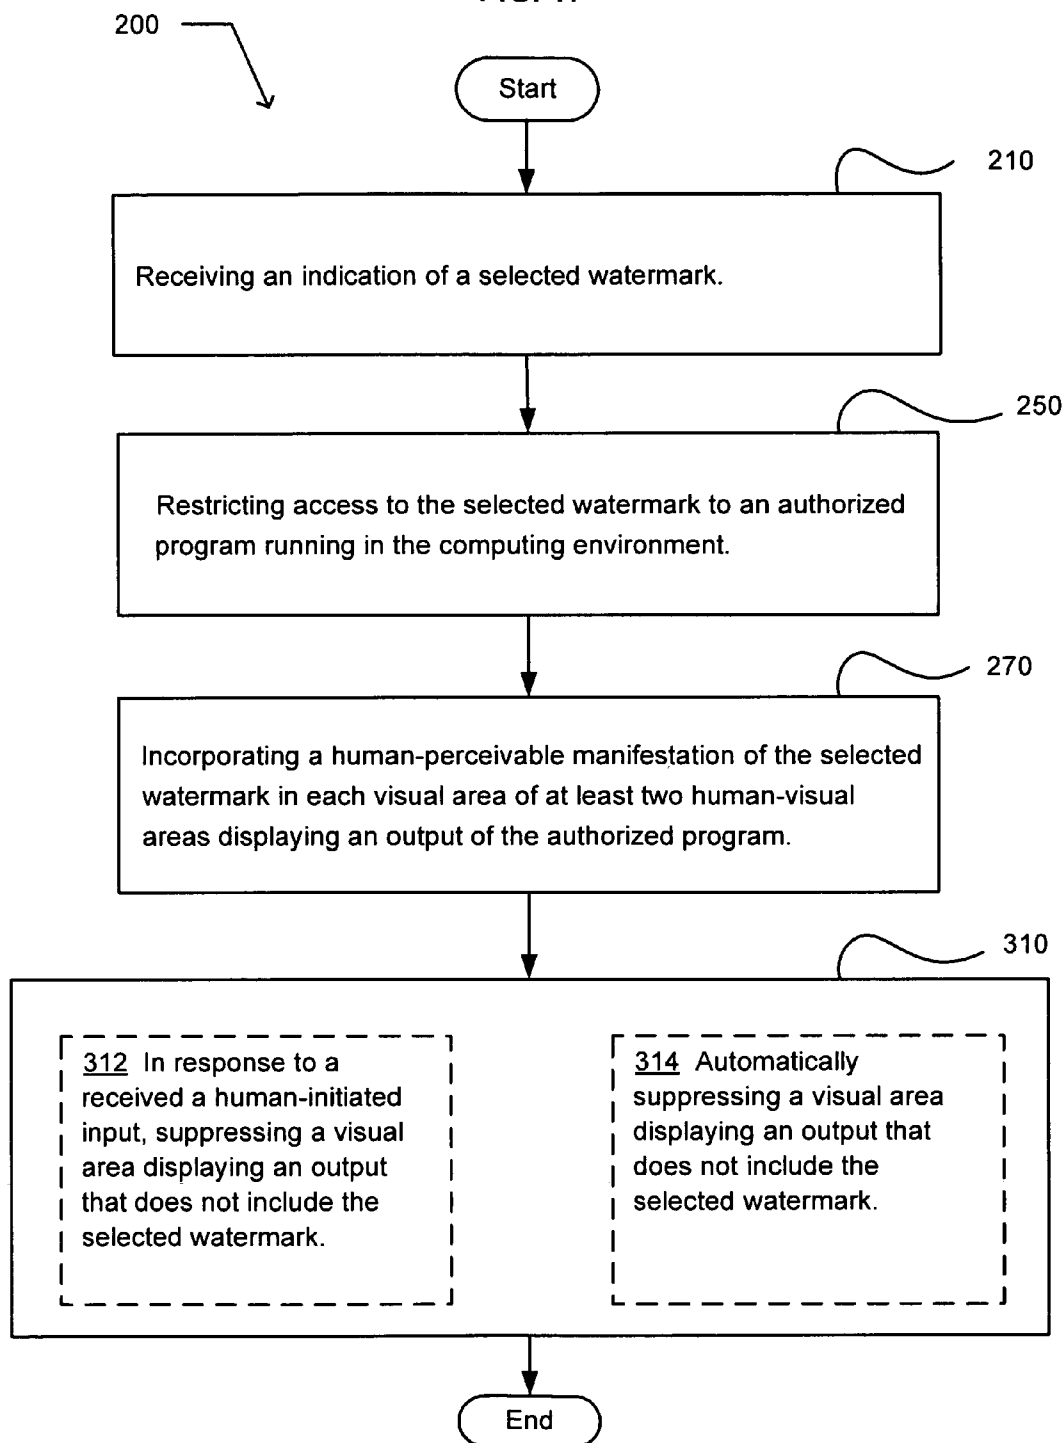 200
Start
210
Receiving an indication of a selected watermark.
250
Restricting access to the selected watermark to an authorized
program running in the computing environment.
270
Incorporating a human-perceivable manifestation of the selected
watermark in each visual area of at least two human-visual
areas displaying an output of the authorized program.
310
312 In response to a
received a human-initiated
input, suppressing a visual
area displaying an output
that does not include the
selected watermark.
314 Automatically
suppressing a visual area
displaying an output that
does not include the
selected watermark.
End